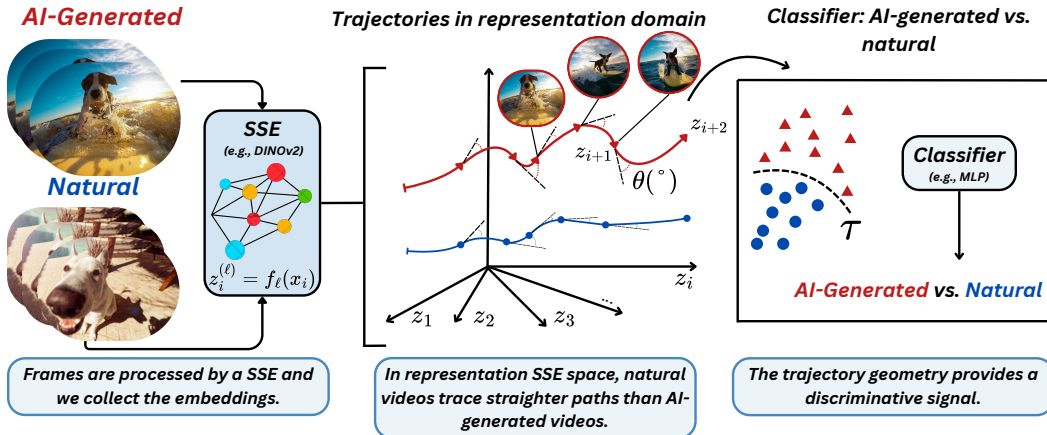 AI-Generated
Natural
SSE
(e.g., DINOv2)
z_i^{(ℓ)} = f_ℓ(x_i)
Frames are processed by a SSE and
we collect the embeddings.
Trajectories in representation domain
z_{i+2}
z_{i+1}
θ(°)
z_i
...
z_1
z_2
z_3
In representation SSE space, natural
videos trace straighter paths than AI-
generated videos.
Classifier: AI-generated vs.
natural
Classifier
(e.g., MLP)
τ
AI-Generated vs. Natural
The trajectory geometry provides a
discriminative signal.